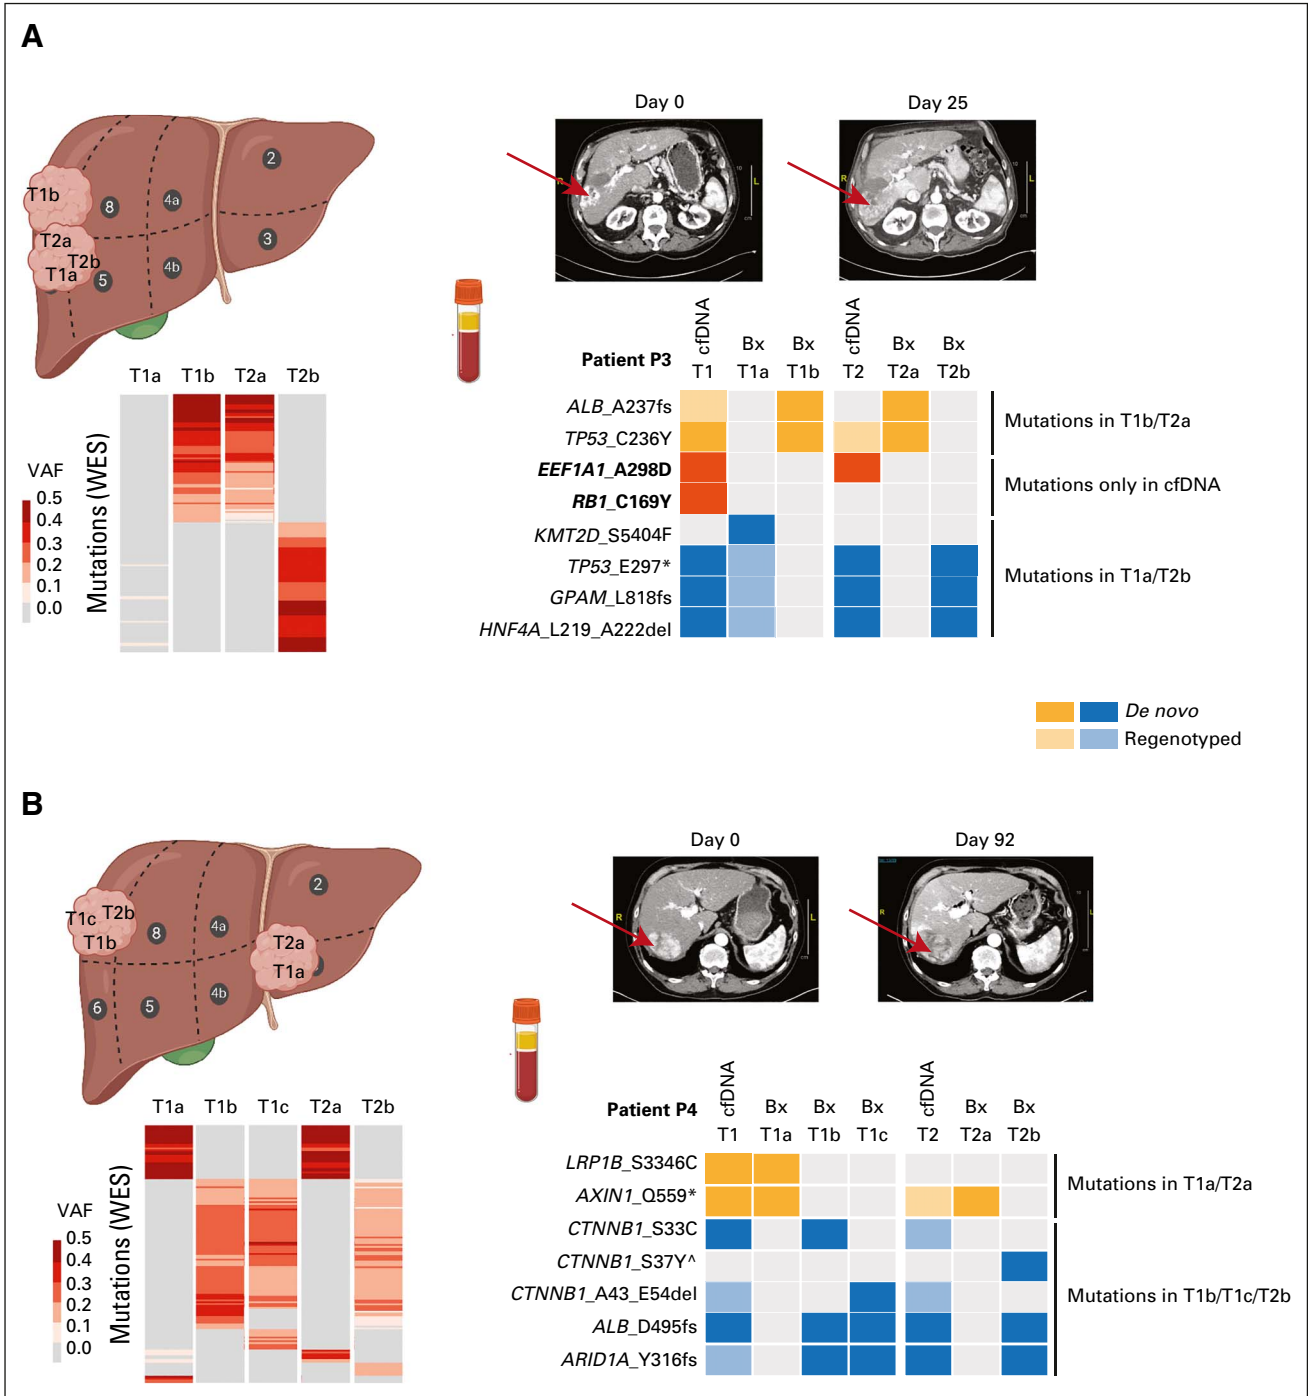 A
Day 0
Day 25
T1b
T2a
T2b
T1a
8
4a
2
3
4b
5
R
L
R
L
T1a T1b T2a T2b
Mutations (WES)
VAF
0.5
0.4
0.3
0.2
0.1
0.0
Patient P3
cfDNA T1
Bx T1a
Bx T1b
cfDNA T2
Bx T2a
Bx T2b
ALB_A237fs
TP53_C236Y
EEF1A1_A298D
RB1_C169Y
KMT2D_S5404F
TP53_E297*
GPAM_L818fs
HNF4A_L219_A222del
Mutations in T1b/T2a
Mutations only in cfDNA
Mutations in T1a/T2b
De novo
Regenotyped
B
Day 0
Day 92
T1c T2b
T1b
T2a
T1a
8
4a
2
6
5
4b
R
L
R
L
T1a T1b T1c T2a T2b
Mutations (WES)
VAF
0.5
0.4
0.3
0.2
0.1
0.0
Patient P4
cfDNA T1
Bx T1a
Bx T1b
Bx T1c
cfDNA T2
Bx T2a
Bx T2b
LRP1B_S3346C
AXIN1_Q559*
CTNNB1_S33C
CTNNB1_S37Y^
CTNNB1_A43_E54del
ALB_D495fs
ARID1A_Y316fs
Mutations in T1a/T2a
Mutations in T1b/T1c/T2b